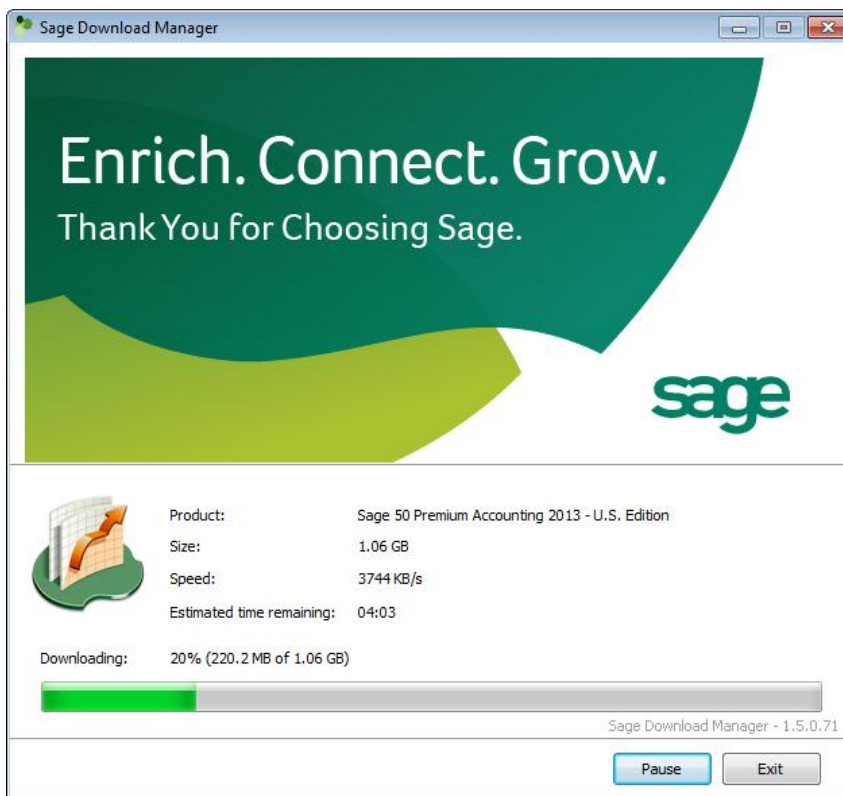 Sage Download Manager
Enrich. Connect. Grow.
Thank You for Choosing Sage.
sage
Product: Sage 50 Premium Accounting 2013 - U.S. Edition
Size: 1.06 GB
Speed: 3744 KB/s
Estimated time remaining: 04:03
Downloading: 20% (220.2 MB of 1.06 GB)
Sage Download Manager - 1.5.0.71
Pause Exit